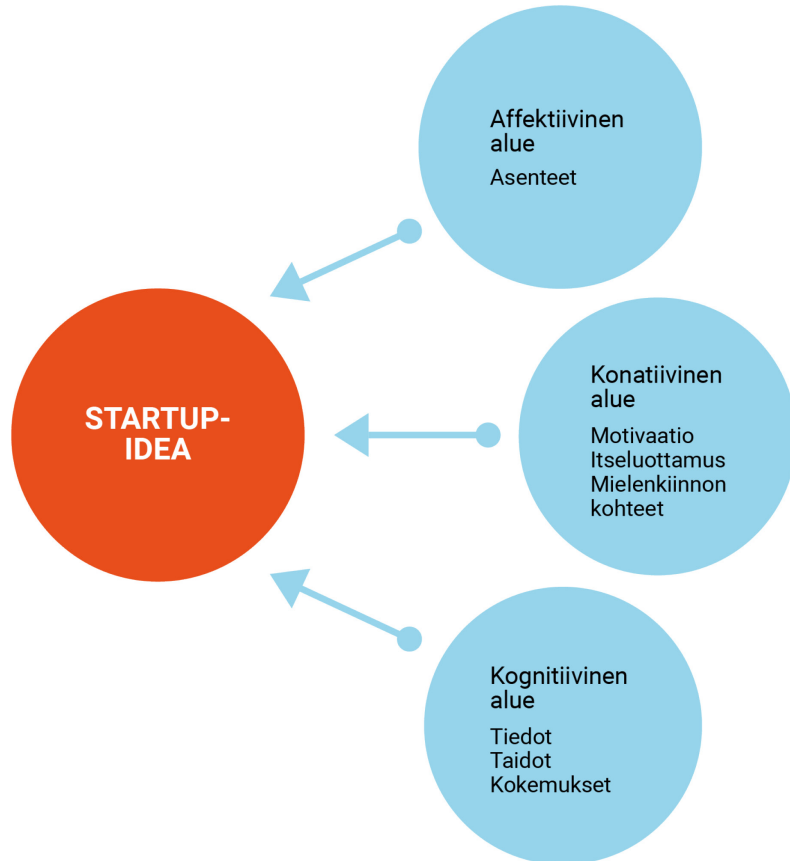 Affektiivinen
alue
Asenteet
STARTUP-
IDEA
Konatiivinen
alue
Motivaatio
Itseluottamus
Mielenkiinnon
kohteet
Kognitiivinen
alue
Tiedot
Taidot
Kokemukset